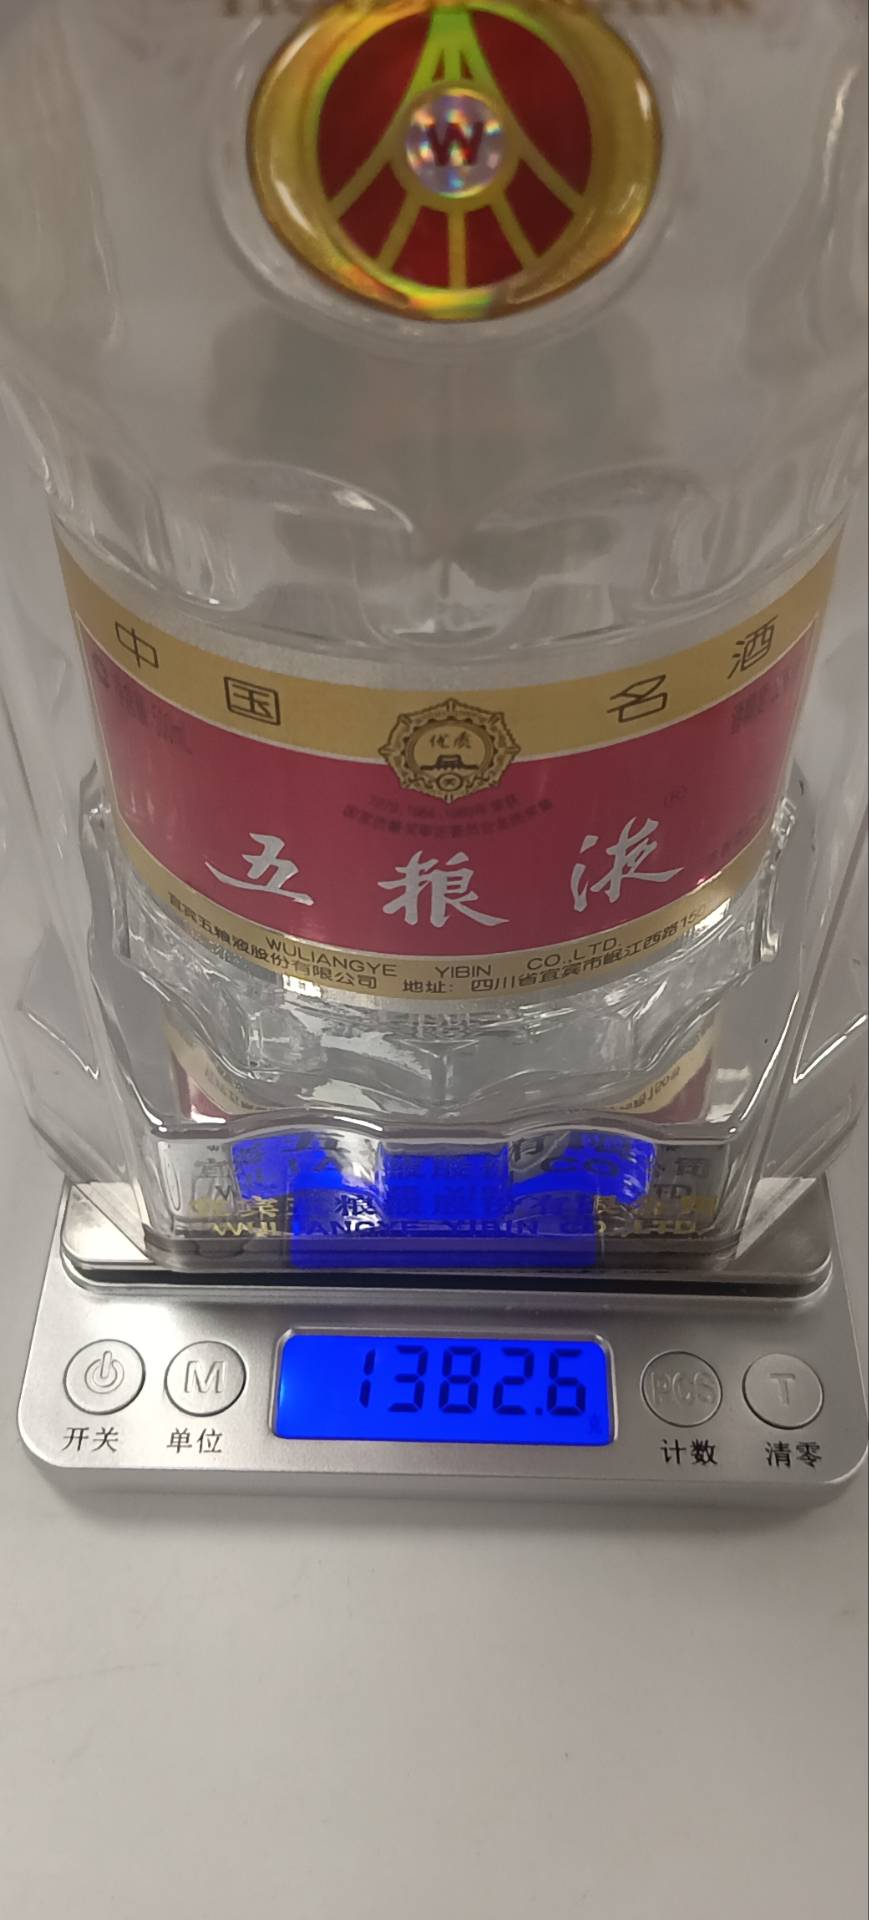 W
中国名酒
优质
五粮液
®
WULIANGYE YIBIN CO.,LTD.
宜宾五粮液股份有限公司 地址: 四川省宜宾市岷江西路150
WULIANGYE YIBIN CO.,LTD.
1382.6
克
M
PCS
T
开关
单位
计数
清零